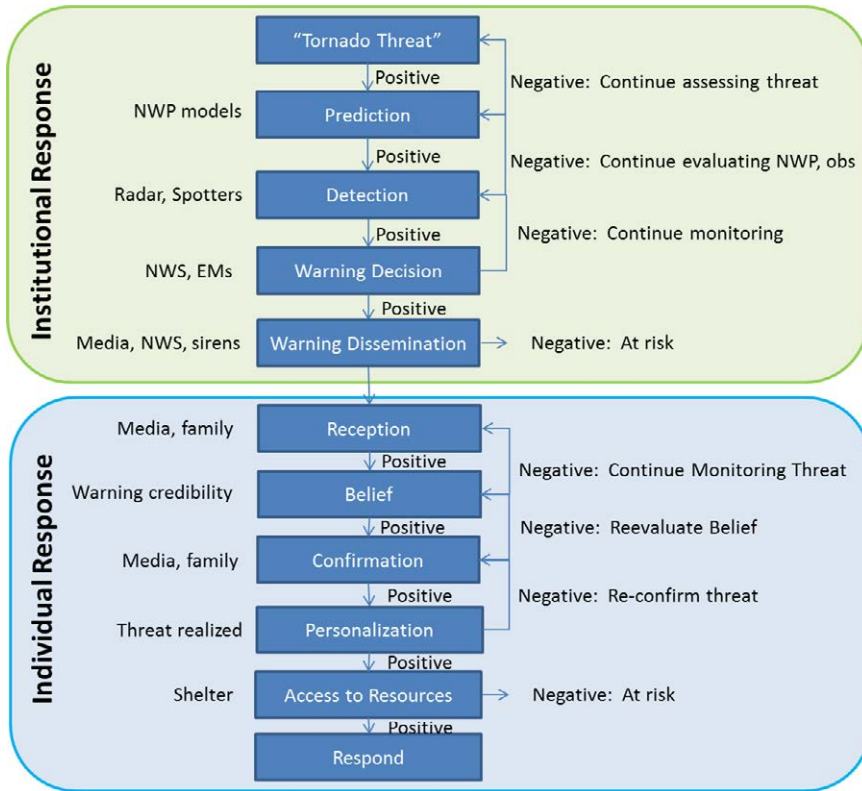 Institutional Response
“Tornado Threat”
Positive
Negative: Continue assessing threat
NWP models
Prediction
Positive
Negative: Continue evaluating NWP, obs
Radar, Spotters
Detection
Positive
Negative: Continue monitoring
NWS, EMs
Warning Decision
Positive
Media, NWS, sirens
Warning Dissemination
Negative: At risk
Individual Response
Media, family
Reception
Positive
Negative: Continue Monitoring Threat
Warning credibility
Belief
Positive
Negative: Reevaluate Belief
Media, family
Confirmation
Positive
Negative: Re-confirm threat
Threat realized
Personalization
Positive
Shelter
Access to Resources
Negative: At risk
Positive
Respond